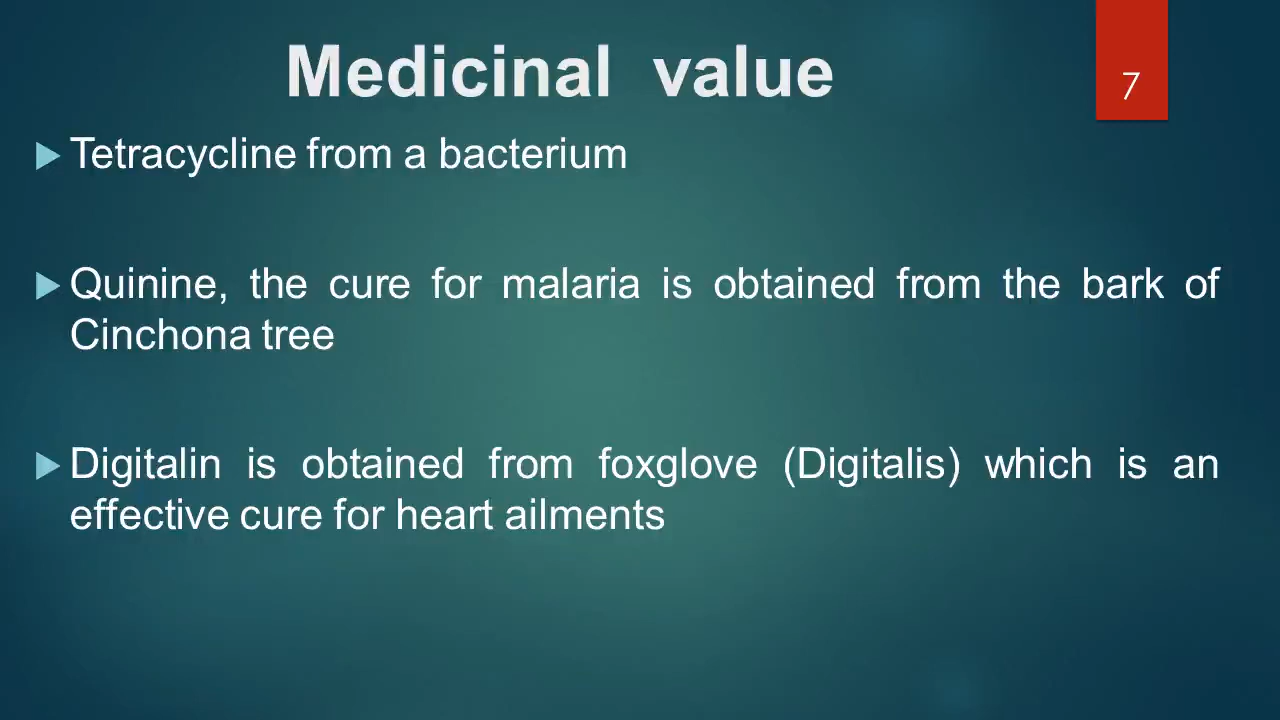 Medicinal value
7
Tetracycline from a bacterium
Quinine, the cure for malaria is obtained from the bark of
Cinchona tree
Digitalin is obtained from foxglove (Digitalis) which is an
effective cure for heart ailments